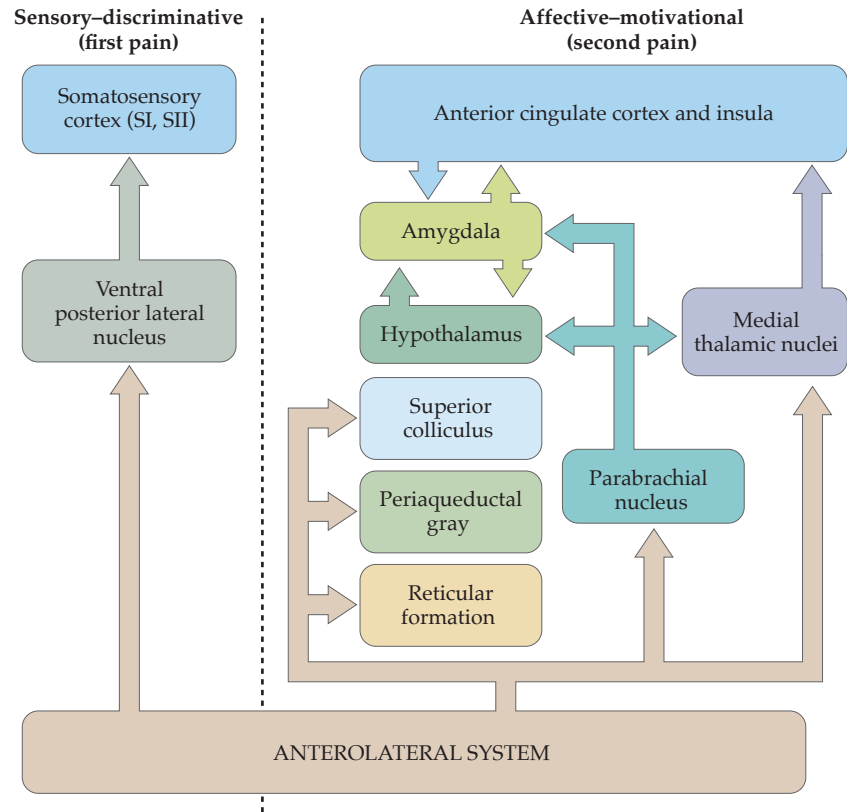 Sensory–discriminative
(first pain)
Affective–motivational
(second pain)
Somatosensory
cortex (SI, SII)
Anterior cingulate cortex and insula
Amygdala
Ventral
posterior lateral
nucleus
Hypothalamus
Medial
thalamic nuclei
Superior
colliculus
Parabrachial
nucleus
Periaqueductal
gray
Reticular
formation
ANTEROLATERAL SYSTEM